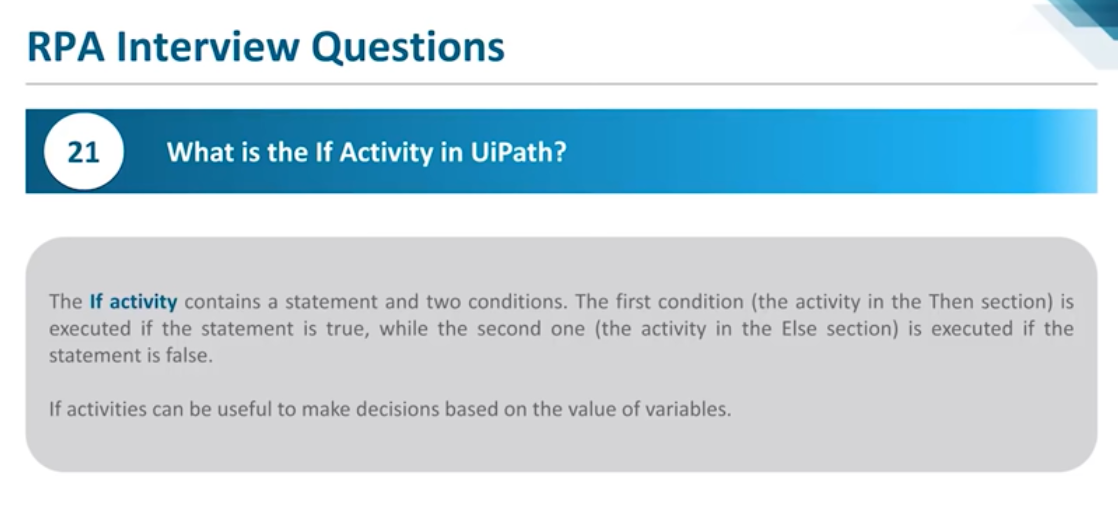 RPA Interview Questions
21
What is the If Activity in UiPath?
The If activity contains a statement and two conditions. The first condition (the activity in the Then section) is
executed if the statement is true, while the second one (the activity in the Else section) is executed if the
statement is false.
If activities can be useful to make decisions based on the value of variables.